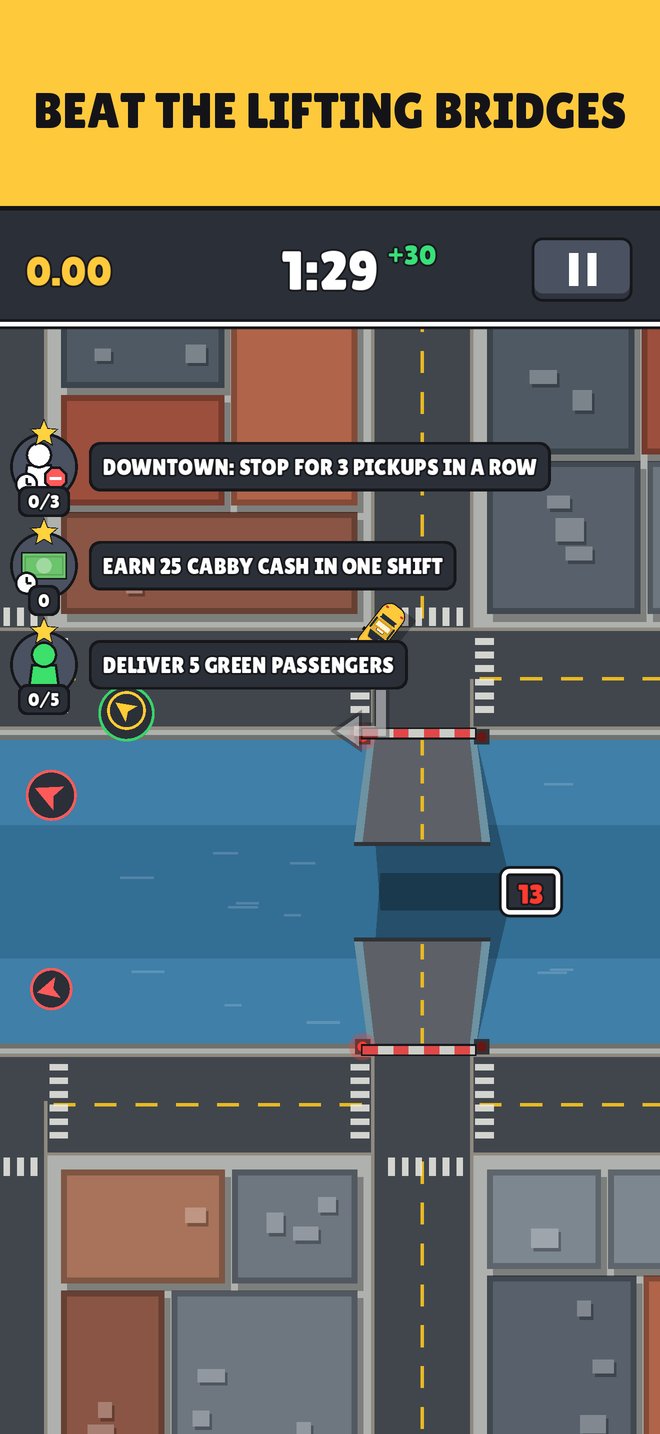 BEAT THE LIFTING BRIDGES
0.00
1:29 +30
DOWNTOWN: STOP FOR 3 PICKUPS IN A ROW
0/3
EARN 25 CABBY CASH IN ONE SHIFT
0
DELIVER 5 GREEN PASSENGERS
0/5
13